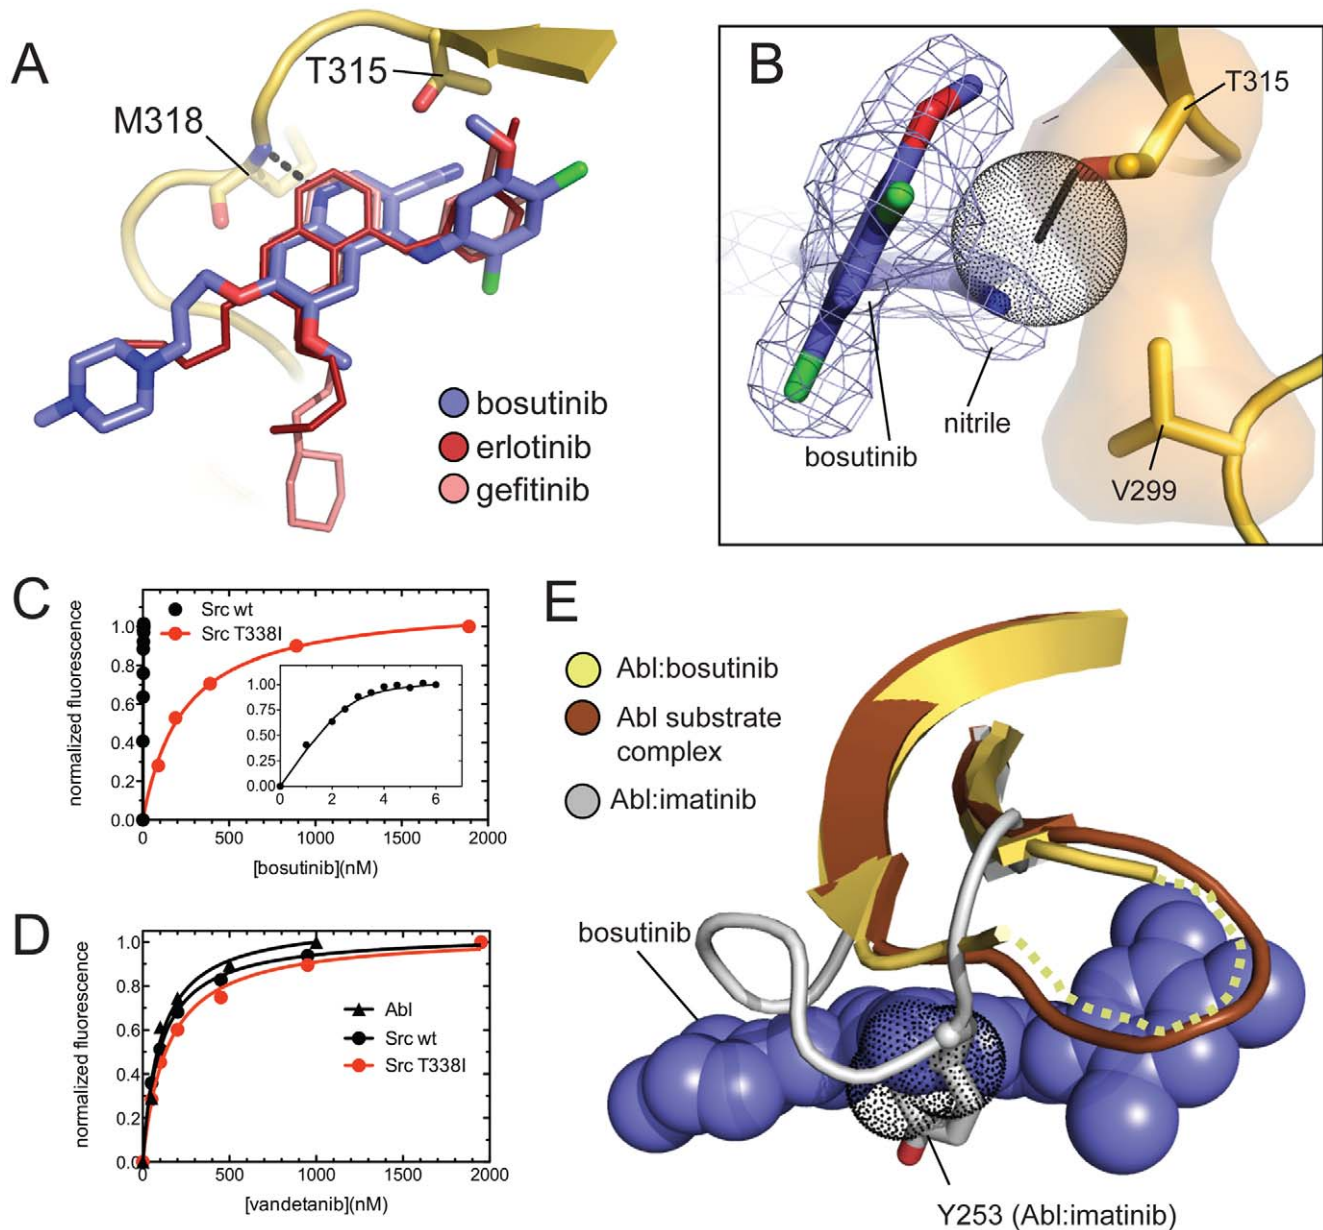 A
T315
M318
bosutinib
erlotinib
gefitinib
B
T315
nitrile
bosutinib
V299
C
Src wt
Src T338I
normalized fluorescence
1.0
0.8
0.6
0.4
0.2
0.0
1.00
0.75
0.50
0.25
0.00
0 2 4 6
0 500 1000 1500 2000
[bosutinib](nM)
D
normalized fluorescence
1.0
0.8
0.6
0.4
0.2
0.0
Abl
Src wt
Src T338I
0 500 1000 1500 2000
[vandetanib](nM)
E
Abl:bosutinib
Abl substrate
complex
Abl:imatinib
bosutinib
Y253 (Abl:imatinib)